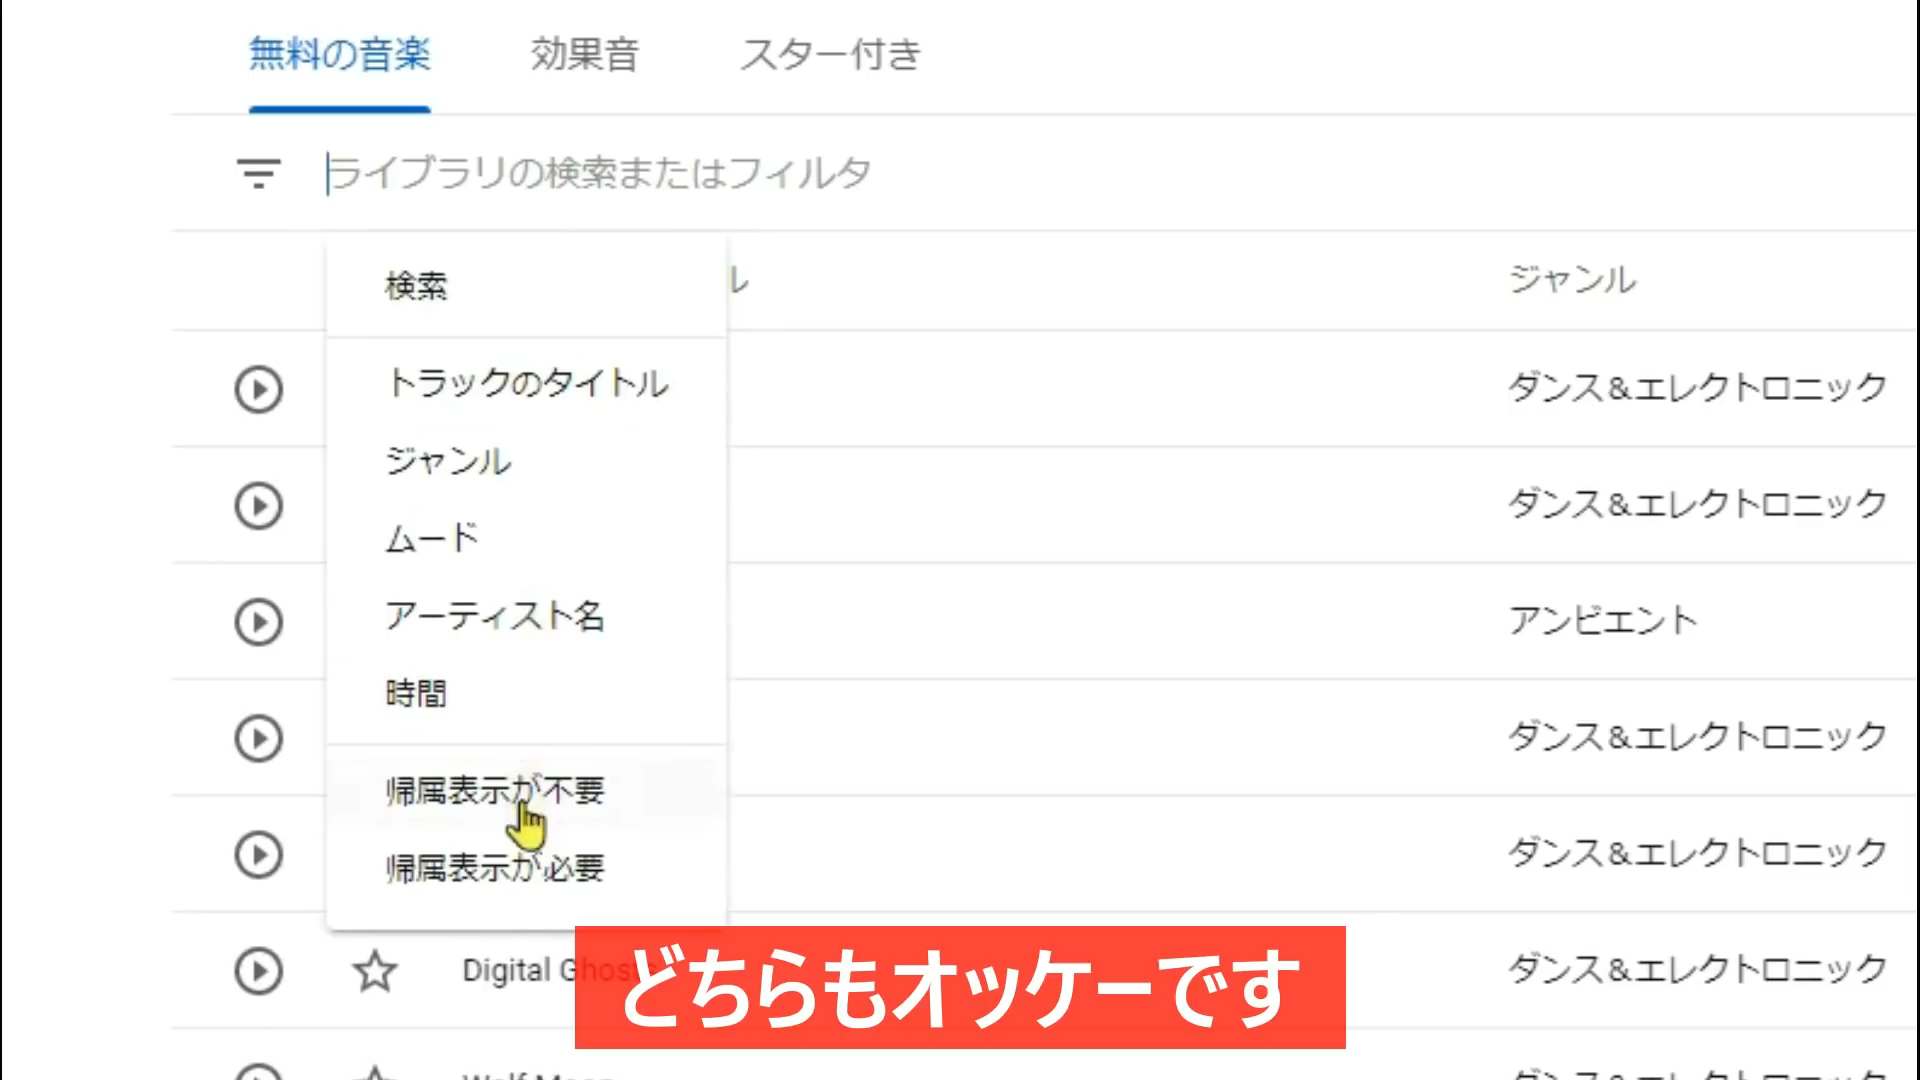 無料の音楽 効果音 スター付き
ライブラリの検索またはフィルタ
検索 ル ジャンル
トラックのタイトル ダンス&エレクトロニック
ジャンル
ダンス&エレクトロニック
ムード
アーティスト名 アンビエント
時間
ダンス&エレクトロニック
帰属表示が不要
帰属表示が必要 ダンス&エレクトロニック
Digital Ghosts ダンス&エレクトロニック
どちらもオッケーです